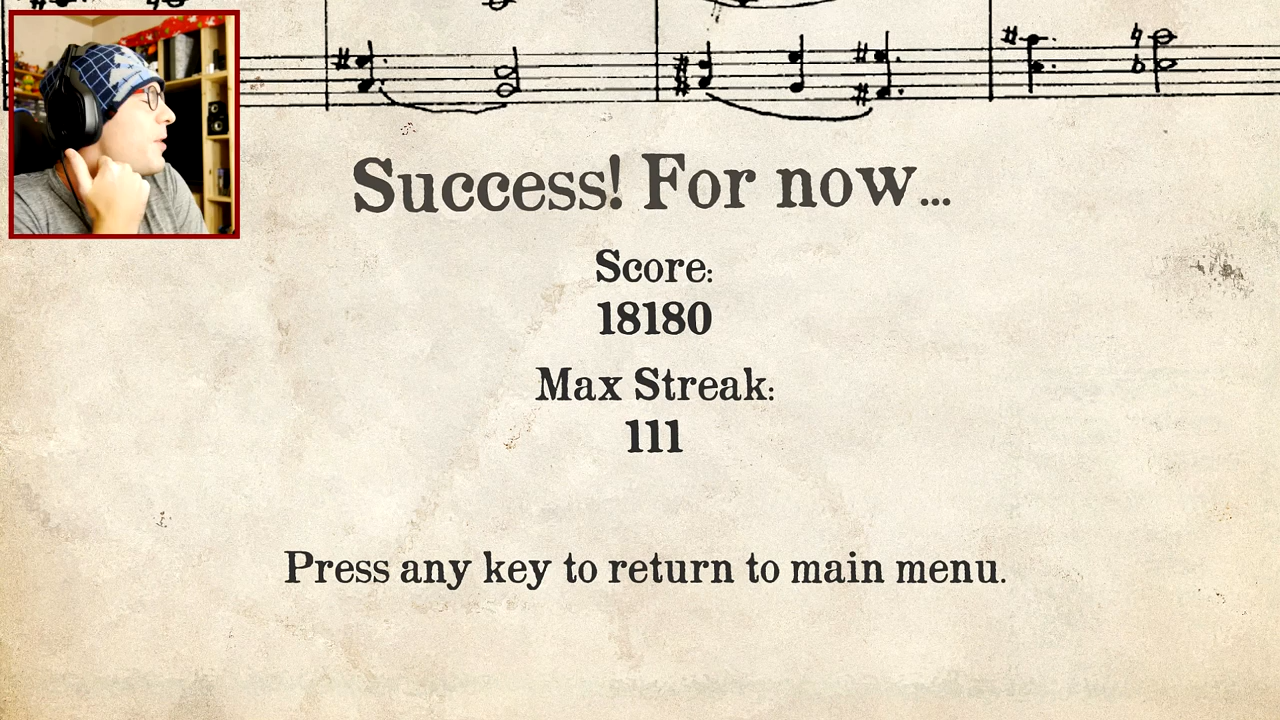 Success! For now...
Score:
18180
Max Streak:
111
Press any key to return to main menu.